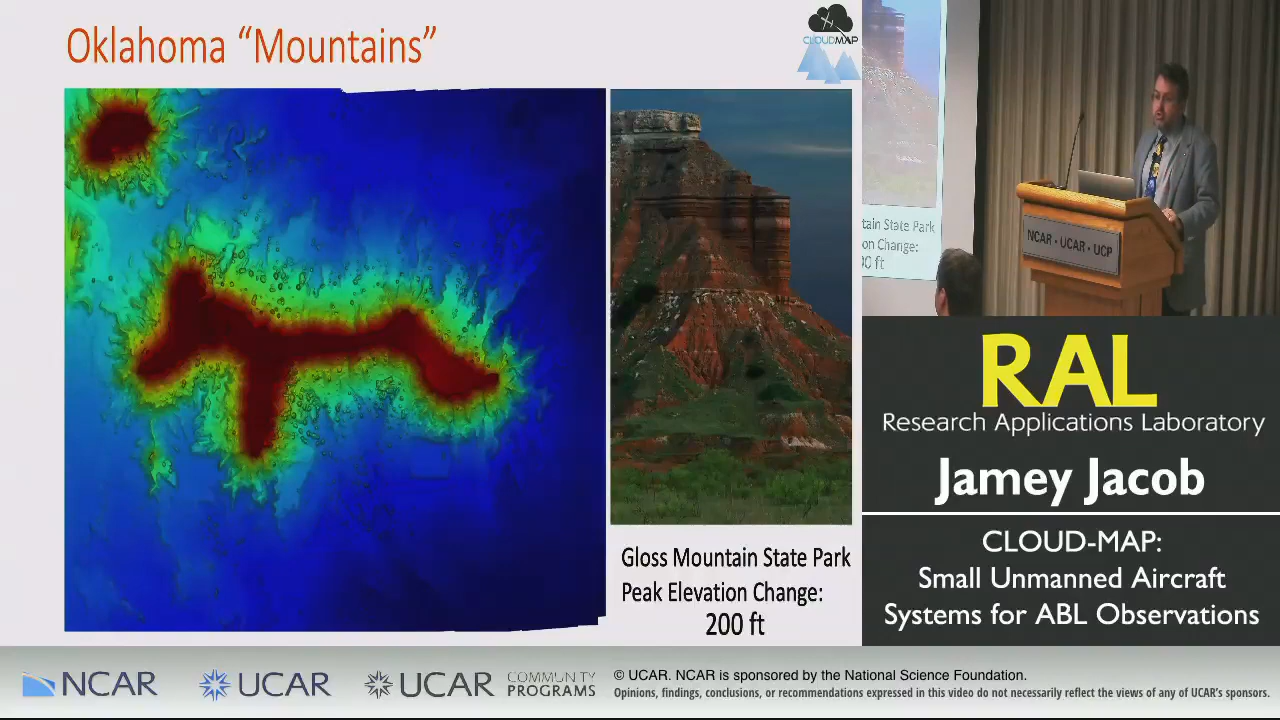 Oklahoma “Mountains”
CLOUDMAP
Gloss Mountain State Park
Peak Elevation Change:
200 ft
tain State Park
on Change:
00 ft
NCAR • UCAR • UCP
RAL
Research Applications Laboratory
Jamey Jacob
CLOUD-MAP:
Small Unmanned Aircraft
Systems for ABL Observations
NCAR
UCAR
UCAR
COMMUNITY
PROGRAMS
© UCAR. NCAR is sponsored by the National Science Foundation.
Opinions, findings, conclusions, or recommendations expressed in this video do not necessarily reflect the views of any of UCAR's sponsors.